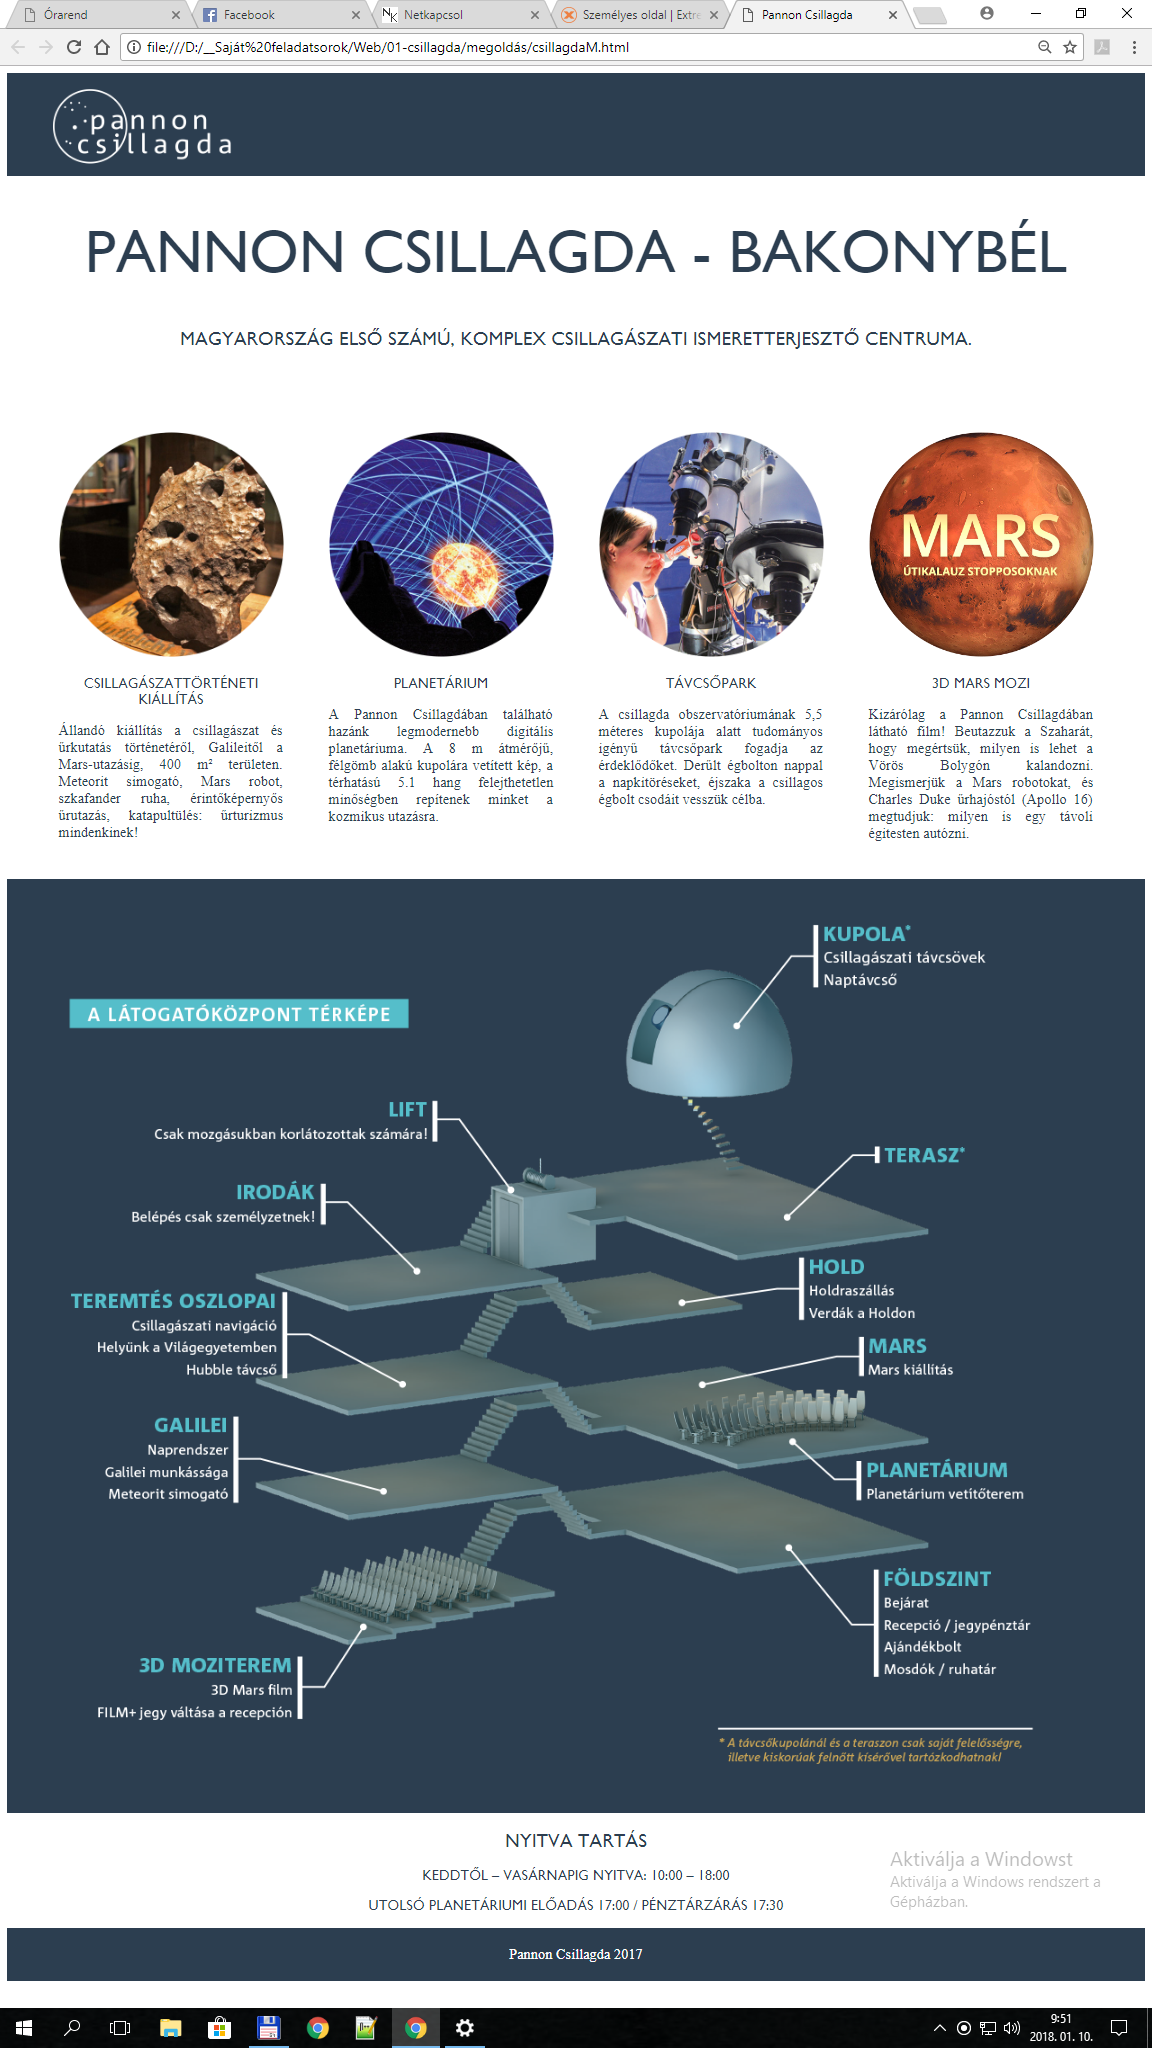 Órarend
Facebook
Netkapcsol
Személyes oldal | Extre
Pannon Csillagda
file:///D:/__Saját%20feladatsorok/Web/01-csillagda/megoldás/csillagdaM.html
pannon
csillagda
PANNON CSILLAGDA - BAKONYBÉL
MAGYARORSZÁG ELSŐ SZÁMÚ, KOMPLEX CSILLAGÁSZATI ISMERETTERJESZTŐ CENTRUMA.
MARS
ÚTIKALAUZ STOPPOSOKNAK
CSILLAGÁSZATTÖRTÉNETI
KIÁLLÍTÁS
Állandó kiállítás a csillagászat és
űrkutatás történetéről, Galileitől a
Mars-utazásig, 400 m² területen.
Meteorit simogató, Mars robot,
szkafander ruha, érintőképernyős
űrutazás, katapultülés: űrturizmus
mindenkinek!
PLANETÁRIUM
A Pannon Csillagdában található
hazánk legmodernebb digitális
planetáriuma. A 8 m átmérőjű,
félgömb alakú kupolára vetített kép, a
térhatású 5.1 hang felejthetetlen
minőségben repítenek minket a
kozmikus utazásra.
TÁVCSŐPARK
A csillagda obszervatóriumának 5,5
méteres kupolája alatt tudományos
igényű távcsőpark fogadja az
érdeklődőket. Derült égbolton nappal
a napkitöréseket, éjszaka a csillagos
égbolt csodáit vesszük célba.
3D MARS MOZI
Kizárólag a Pannon Csillagdában
látható film! Beutazzuk a Szaharát,
hogy megértsük, milyen is lehet a
Vörös Bolygón kalandozni.
Megismerjük a Mars robotokat, és
Charles Duke űrhajóstól (Apollo 16)
megtudjuk: milyen is egy távoli
égitesten autózni.
A LÁTOGATÓKÖZPONT TÉRKÉPE
KUPOLA*
Csillagászati távcsövek
Naptávcső
LIFT
Csak mozgásukban korlátozottak számára!
TERASZ*
IRODÁK
Belépés csak személyzetnek!
HOLD
Holdraszállás
Verdák a Holdon
TEREMTÉS OSZLOPAI
Csillagászati navigáció
Helyünk a Világegyetemben
Hubble távcső
MARS
Mars kiállítás
GALILEI
Naprendszer
Galilei munkássága
Meteorit simogató
PLANETÁRIUM
Planetárium vetítőterem
FÖLDSZINT
Bejárat
Recepció / jegypénztár
Ajándékbolt
Mosdók / ruhatár
3D MOZITEREM
3D Mars film
FILM+ jegy váltása a recepción
* A távcsőkupolánál és a teraszon csak saját felelősségre,
illetve kiskorúak felnőtt kísérővel tartózkodhatnak!
NYITVA TARTÁS
KEDDTŐL – VASÁRNAPIG NYITVA: 10:00 – 18:00
UTOLSÓ PLANETÁRIUMI ELŐADÁS 17:00 / PÉNZTÁRZÁRÁS 17:30
Aktiválja a Windowst
Aktiválja a Windows rendszert a
Gépházban.
Pannon Csillagda 2017
9:51
2018. 01. 10.